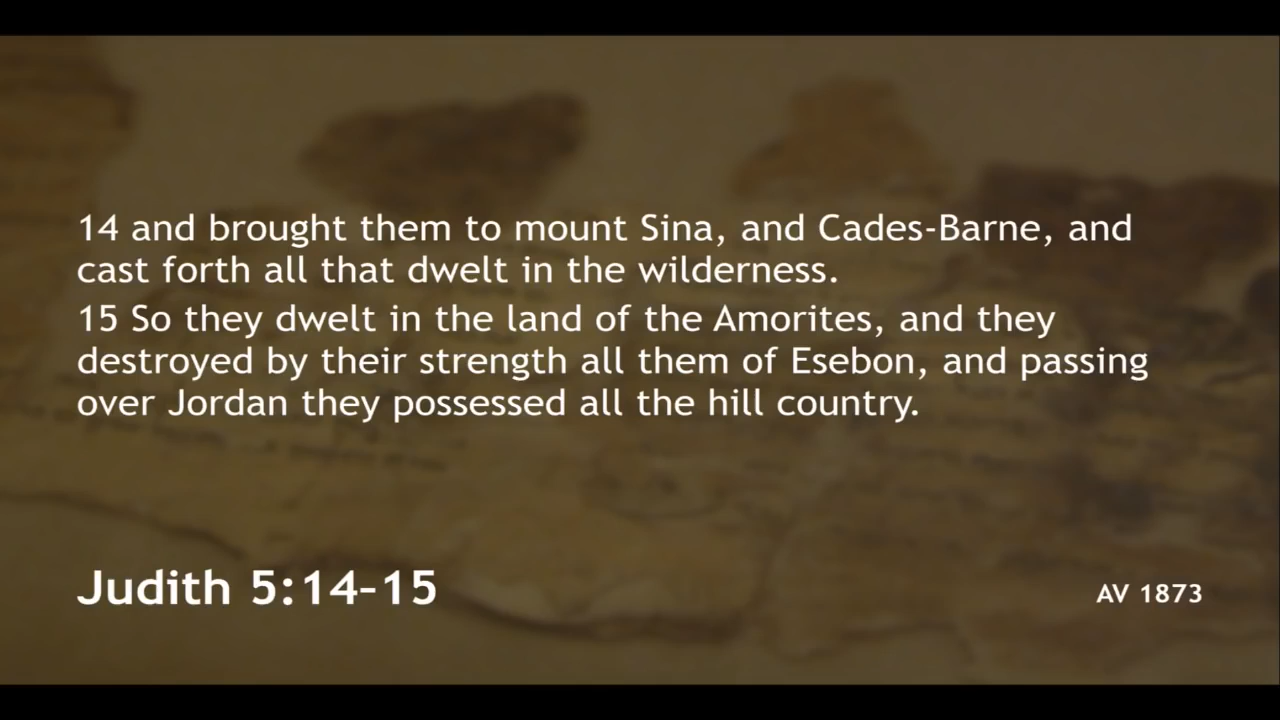 14 and brought them to mount Sina, and Cades-Barne, and
cast forth all that dwelt in the wilderness.
15 So they dwelt in the land of the Amorites, and they
destroyed by their strength all them of Esebon, and passing
over Jordan they possessed all the hill country.
Judith 5:14–15
AV 1873